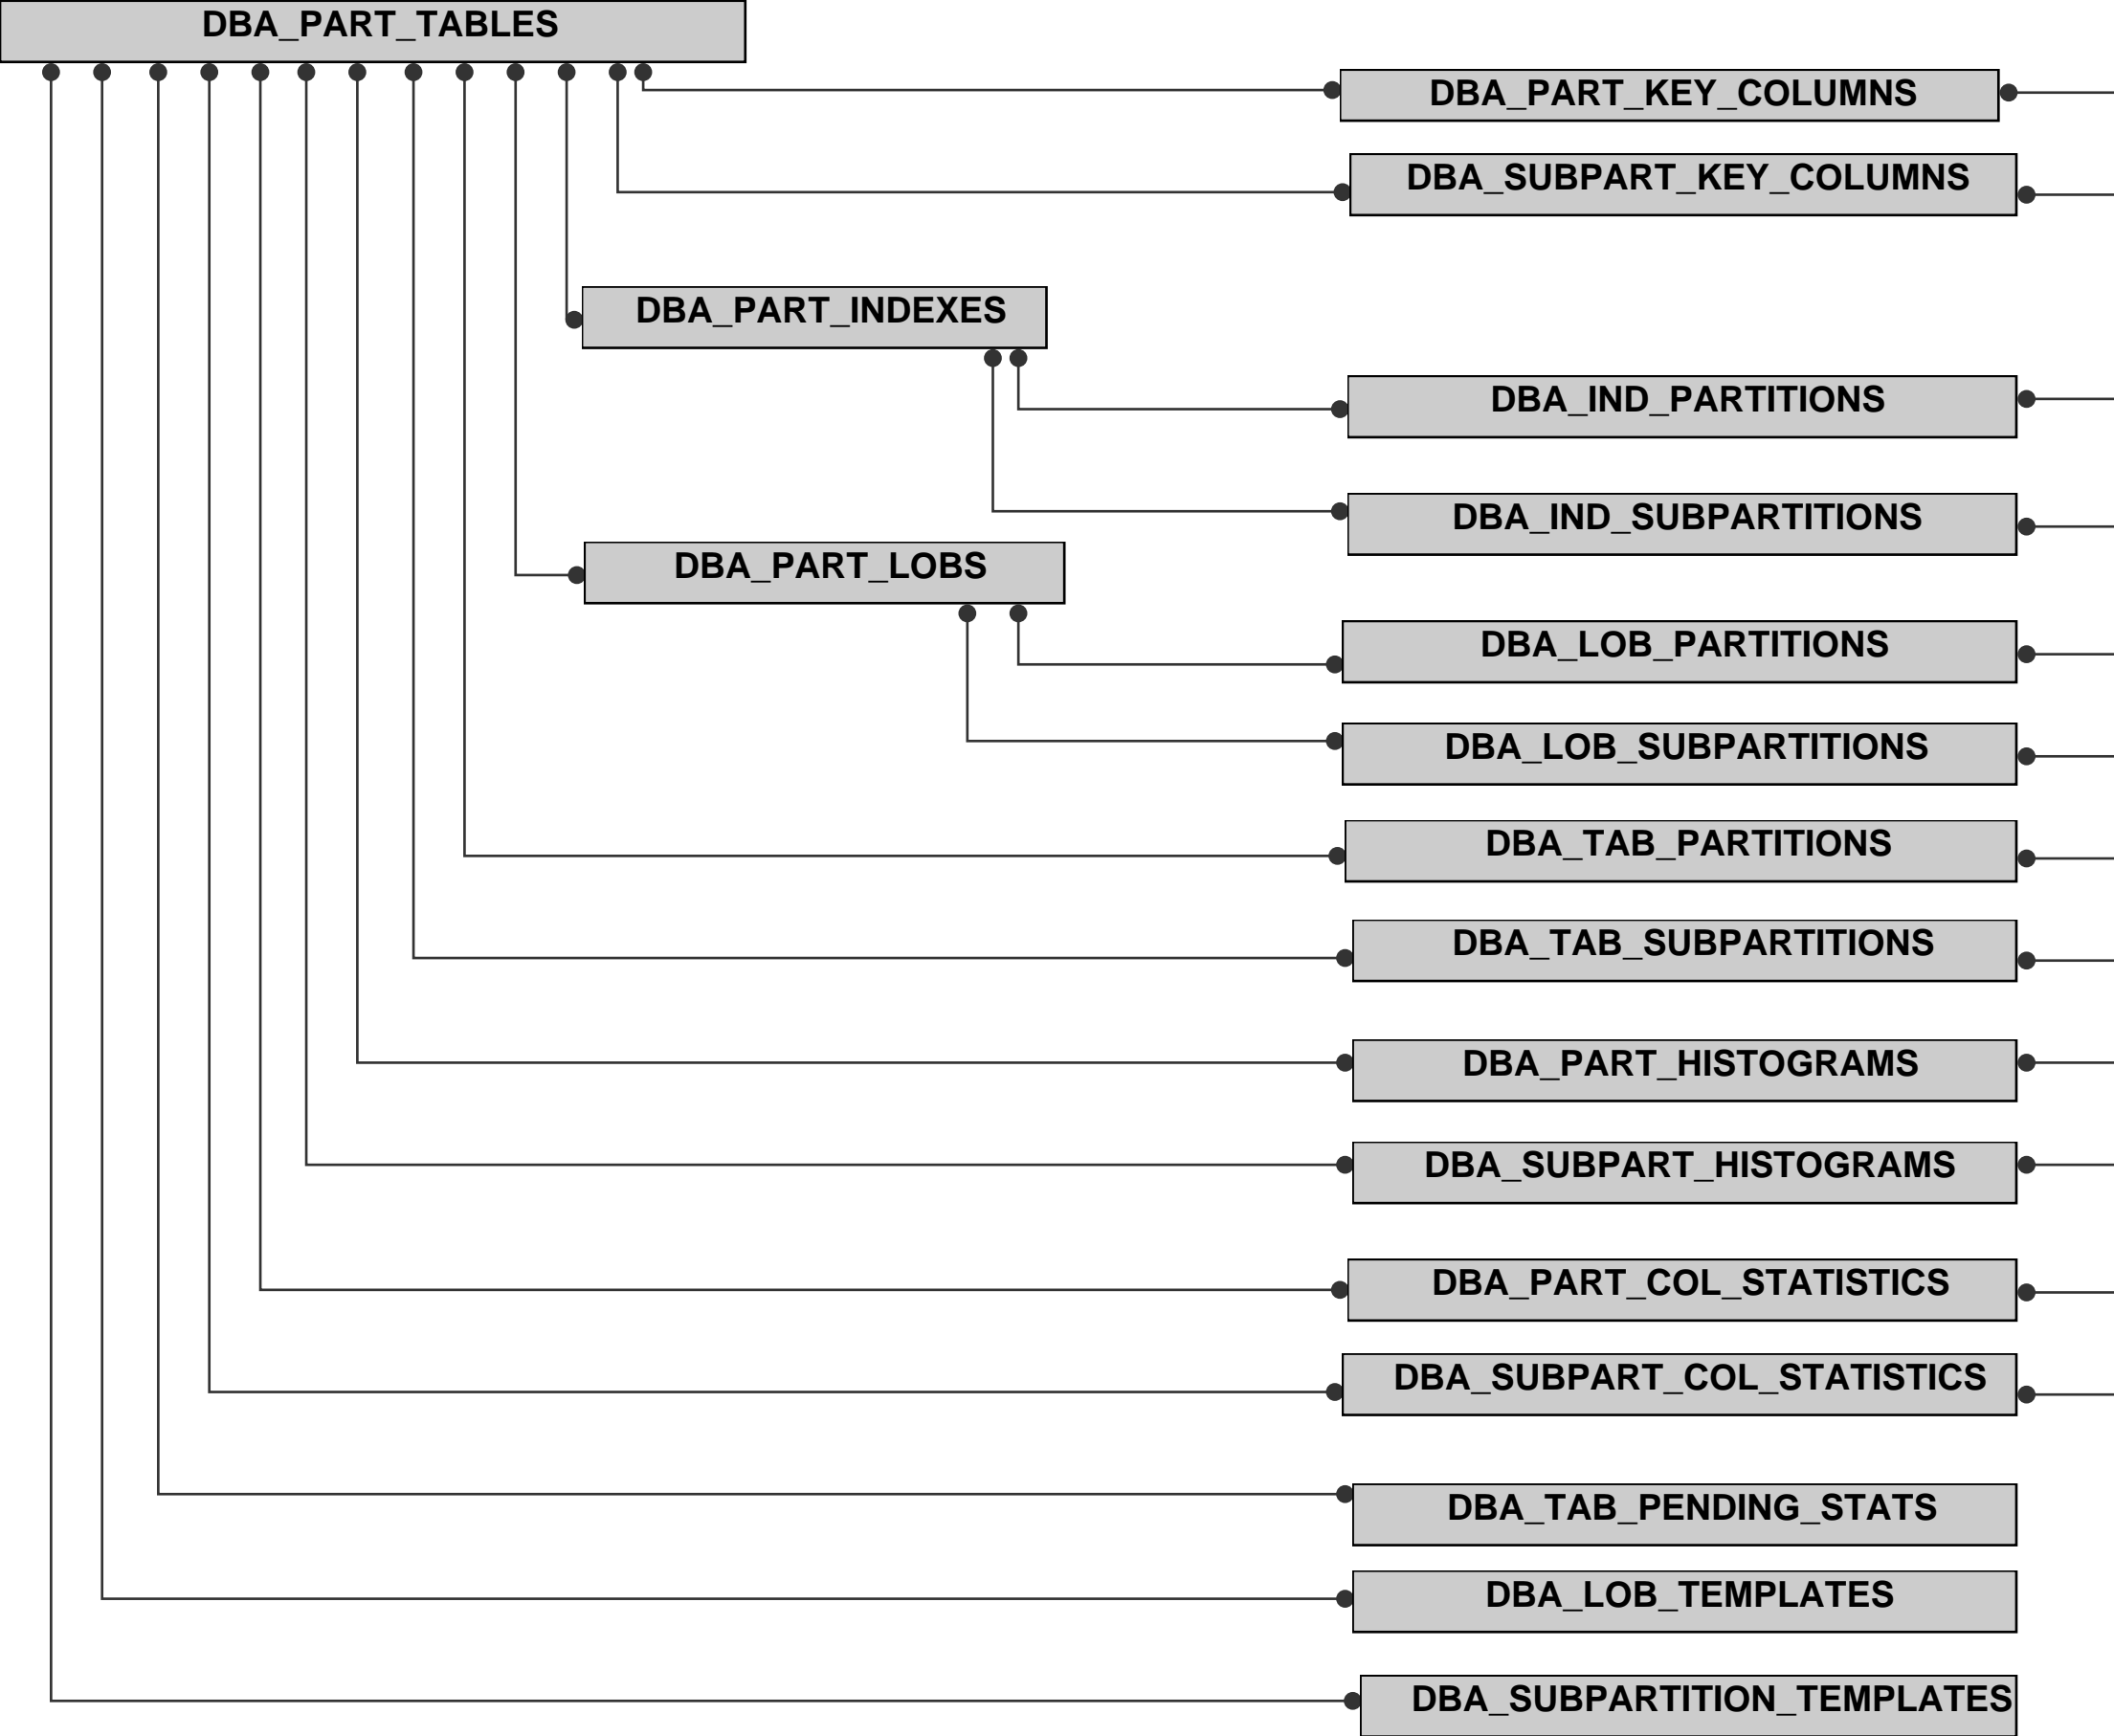 DBA_PART_TABLES
DBA_PART_KEY_COLUMNS
DBA_SUBPART_KEY_COLUMNS
DBA_PART_INDEXES
DBA_IND_PARTITIONS
DBA_IND_SUBPARTITIONS
DBA_PART_LOBS
DBA_LOB_PARTITIONS
DBA_LOB_SUBPARTITIONS
DBA_TAB_PARTITIONS
DBA_TAB_SUBPARTITIONS
DBA_PART_HISTOGRAMS
DBA_SUBPART_HISTOGRAMS
DBA_PART_COL_STATISTICS
DBA_SUBPART_COL_STATISTICS
DBA_TAB_PENDING_STATS
DBA_LOB_TEMPLATES
DBA_SUBPARTITION_TEMPLATES